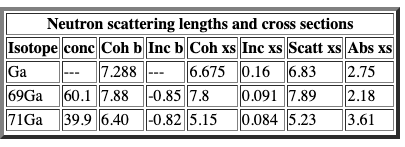 Neutron scattering lengths and cross sections
Isotope conc Coh b Inc b Coh xs Inc xs Scatt xs Abs xs
Ga --- 7.288 --- 6.675 0.16 6.83 2.75
69Ga 60.1 7.88 -0.85 7.8 0.091 7.89 2.18
71Ga 39.9 6.40 -0.82 5.15 0.084 5.23 3.61